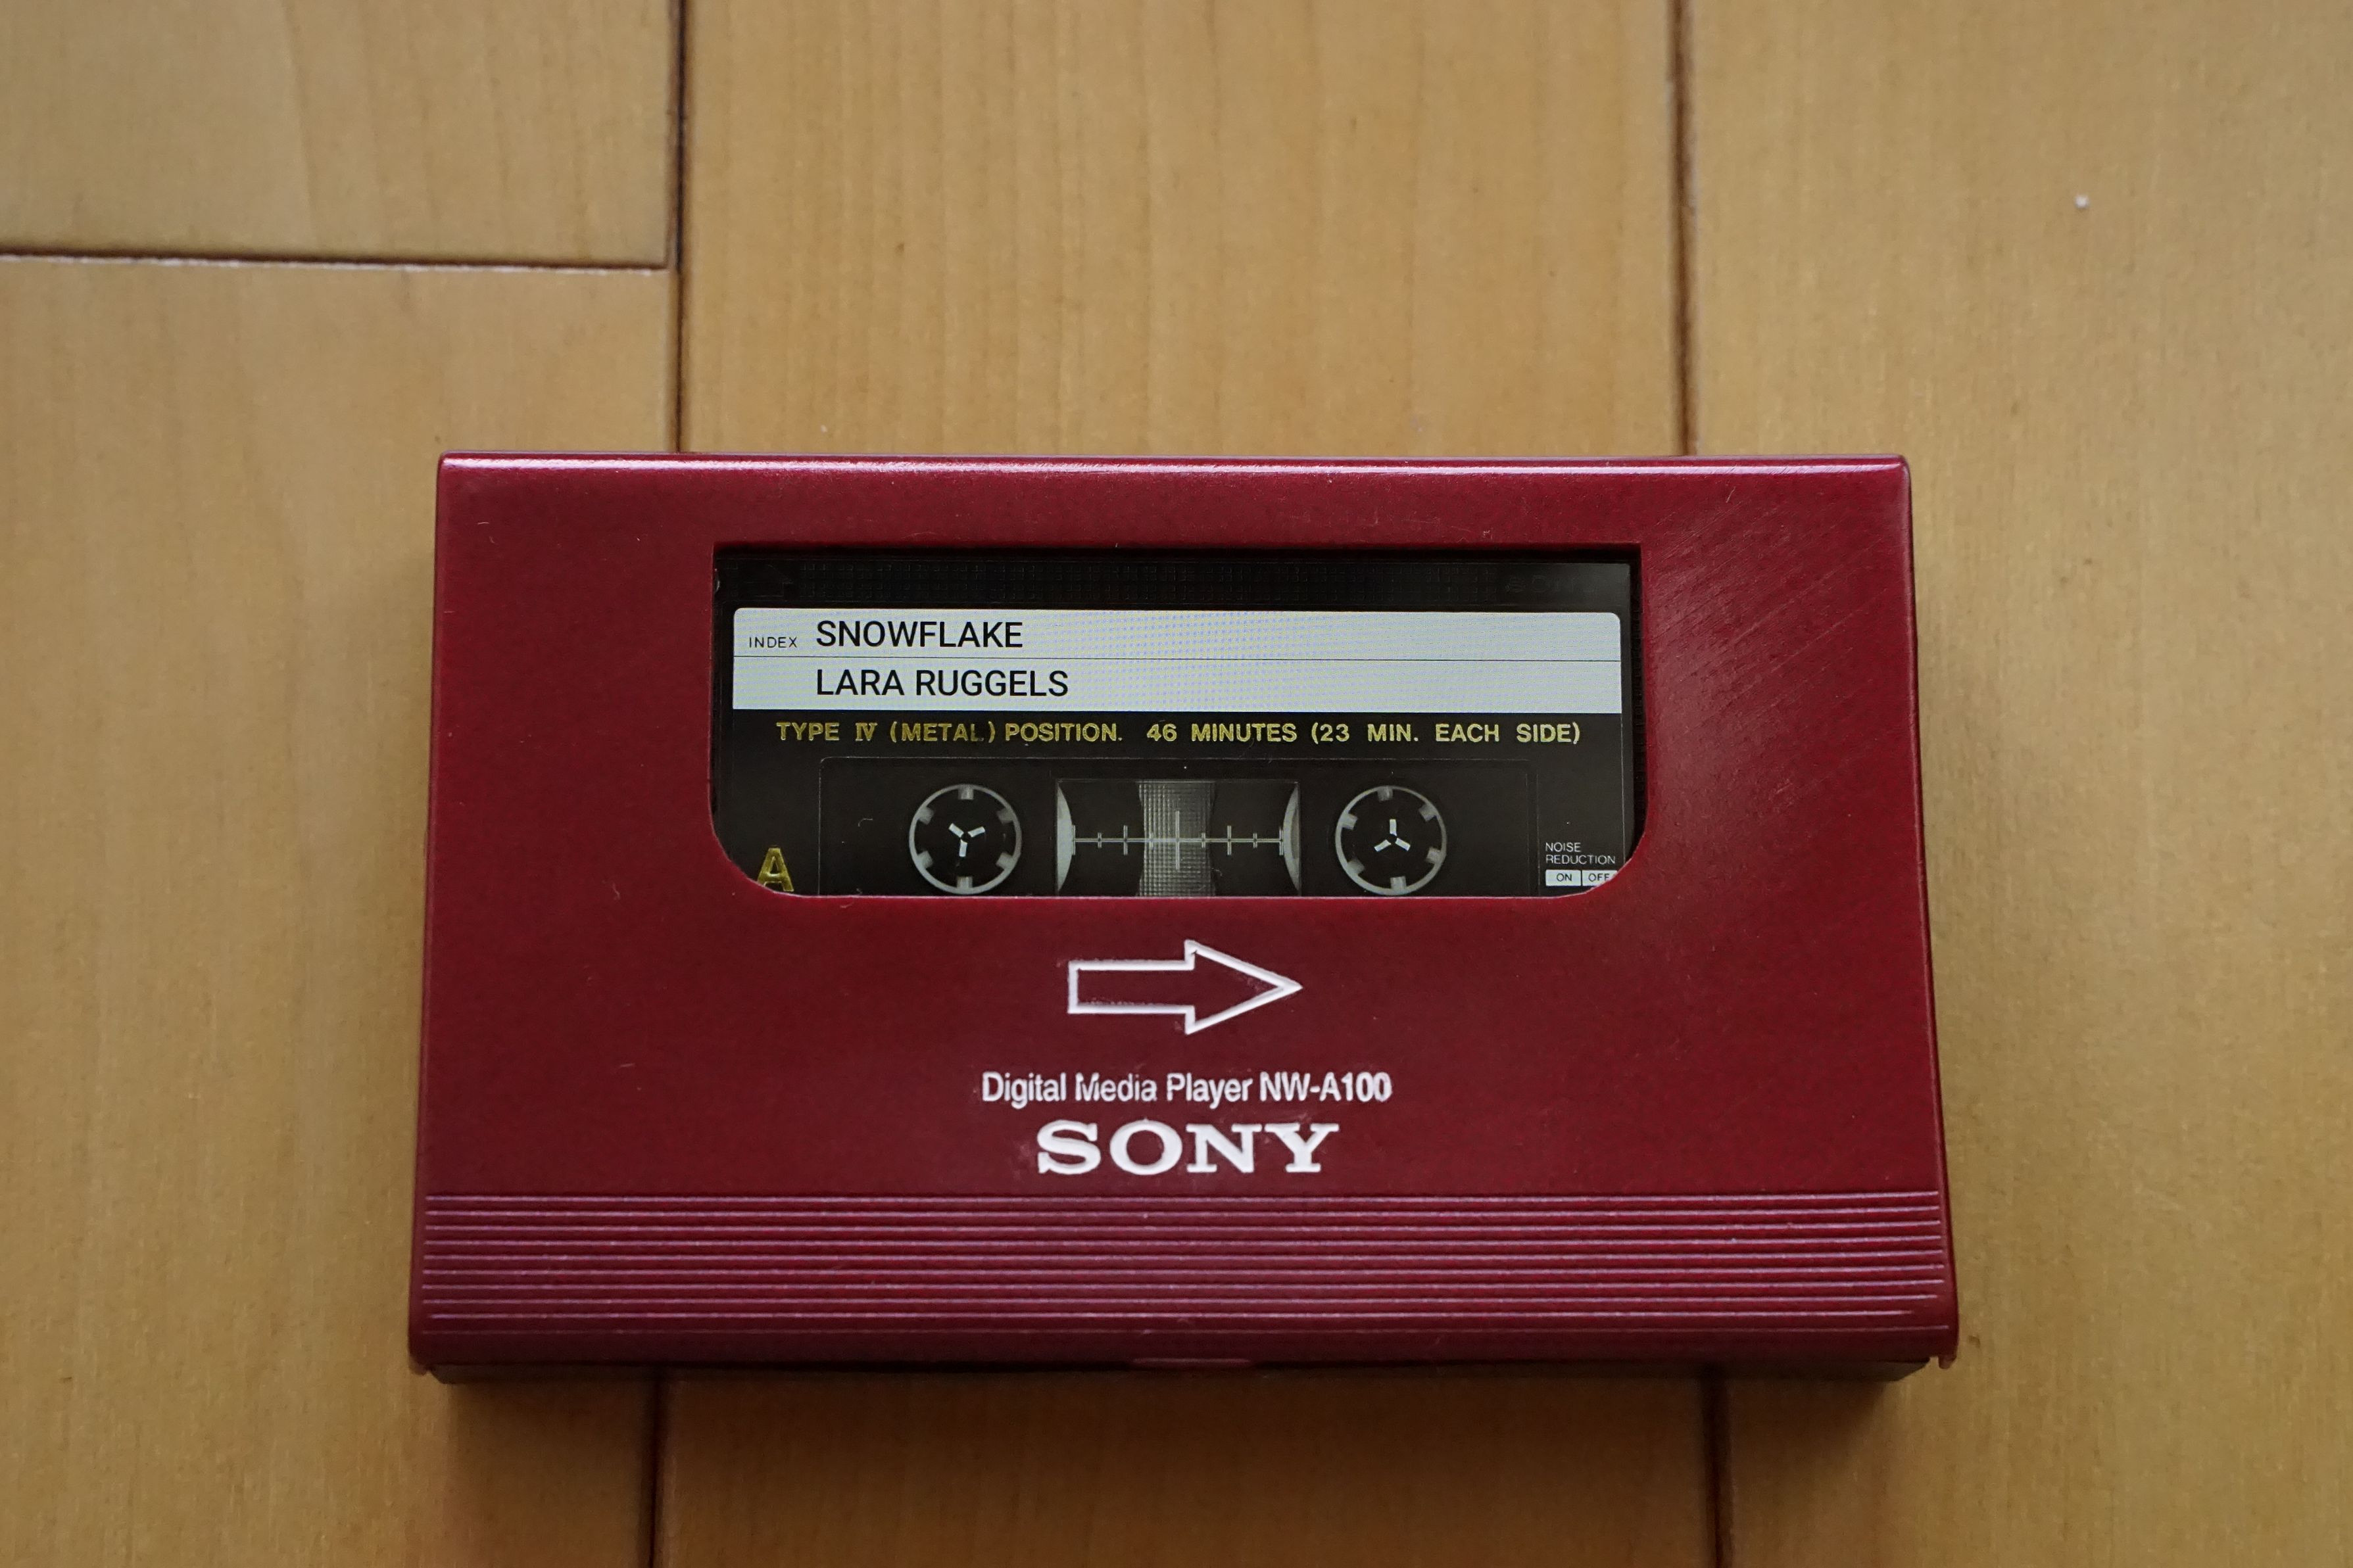 INDEX SNOWFLAKE
LARA RUGGELS
TYPE IV (METAL) POSITION. 46 MINUTES (23 MIN. EACH SIDE)
A
NOISE
REDUCTION
ON OFF
Digital Media Player NW-A100
SONY